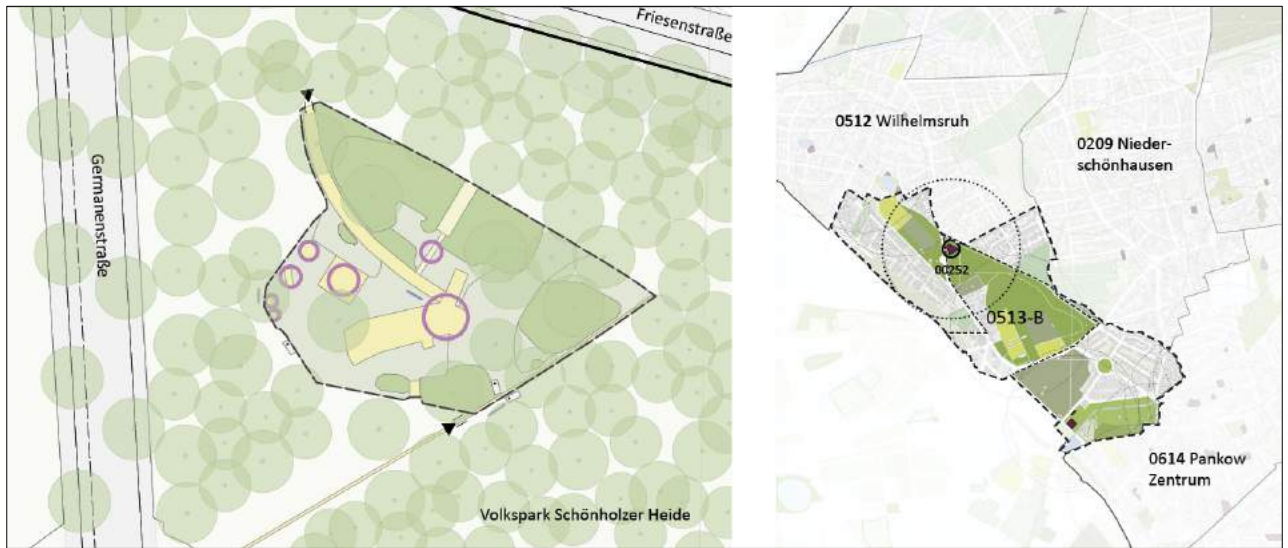 Friesenstraße
Germanenstraße
Volkspark Schönholzer Heide
0512 Wilhelmsruh
0209 Nieder-
schönhausen
00252
0513-B
0614 Pankow
Zentrum